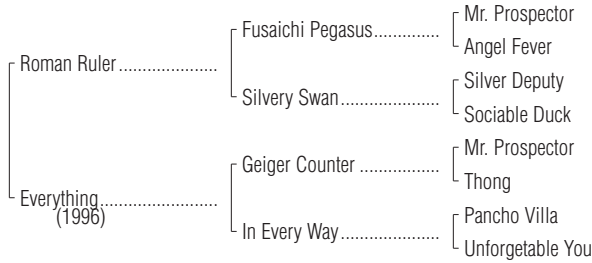 Mr. Prospector
Fusaichi Pegasus..............
Angel Fever
Roman Ruler.....................
Silver Deputy
Silvery Swan.....................
Sociable Duck
Mr. Prospector
Geiger Counter .................
Thong
Everything.........................
(1996)
Pancho Villa
In Every Way.....................
Unforgetable You